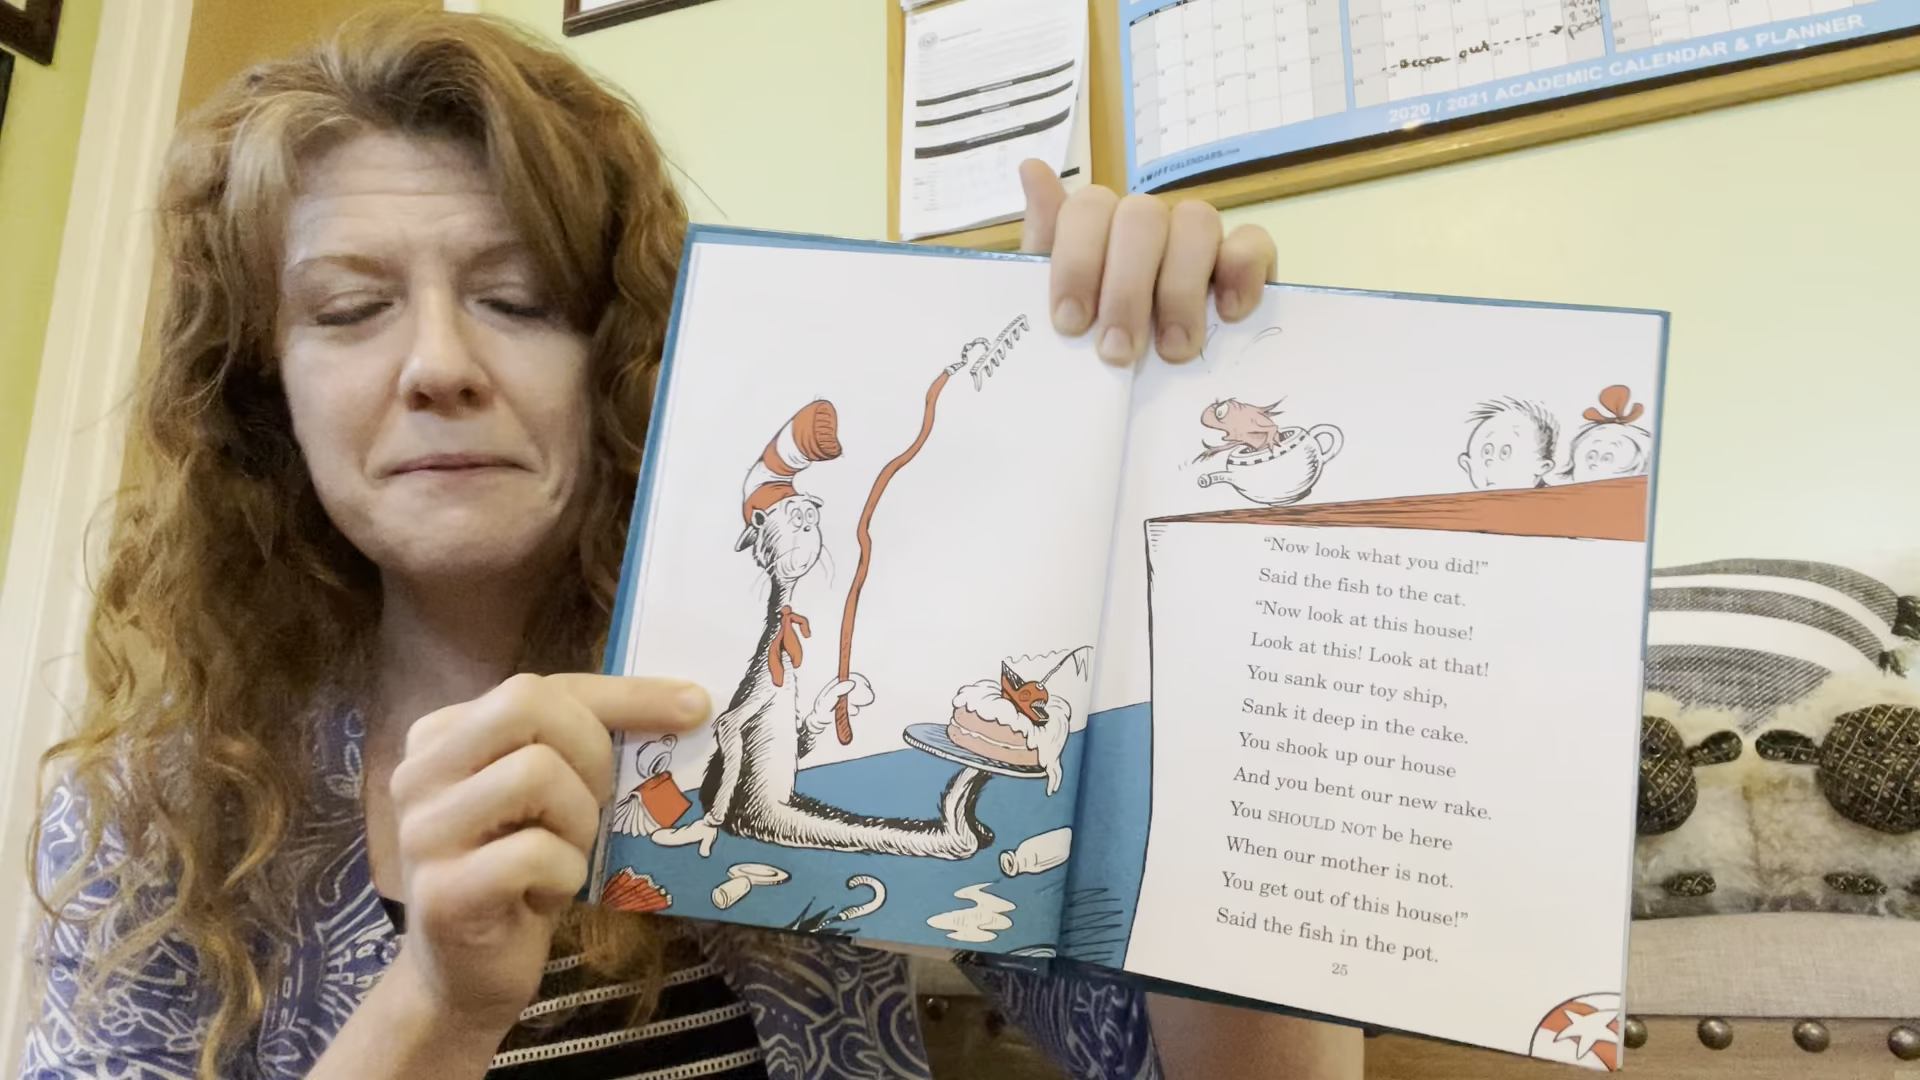 2020 / 2021 ACADEMIC CALENDAR & PLANNER
SWIFTCALENDARS.com
"Now look what you did!"
Said the fish to the cat.
"Now look at this house!
Look at this! Look at that!
You sank our toy ship,
Sank it deep in the cake.
You shook up our house
And you bent our new rake.
You SHOULD NOT be here
When our mother is not.
You get out of this house!"
Said the fish in the pot.
25